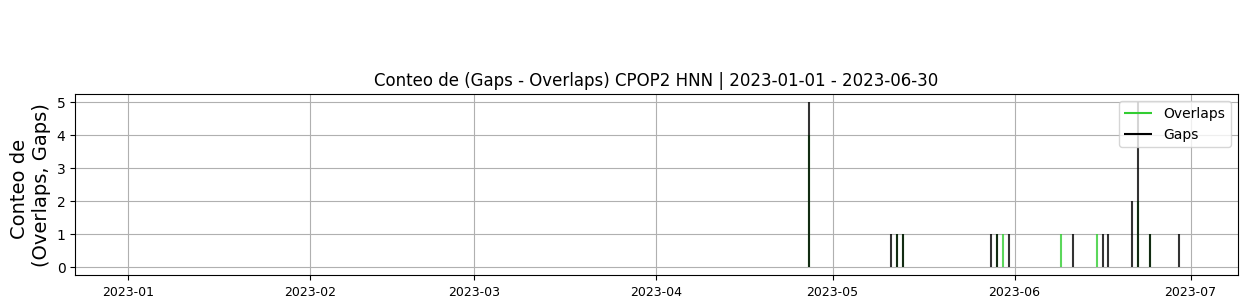 Conteo de (Gaps - Overlaps) CPOP2 HNN | 2023-01-01 - 2023-06-30
Conteo de
(Overlaps, Gaps)
5
4
3
2
1
0
Overlaps
Gaps
2023-01 2023-02 2023-03 2023-04 2023-05 2023-06 2023-07